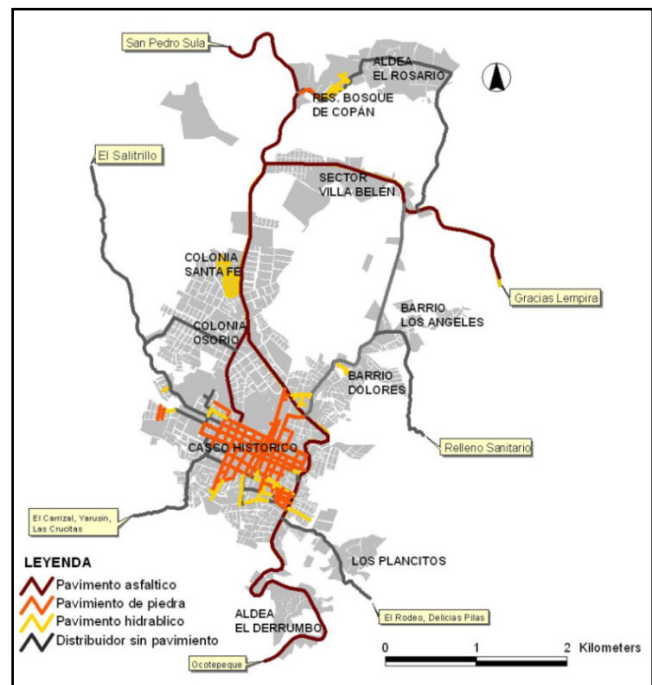 San Pedro Sula
ALDEA
EL ROSARIO
RES. BOSQUE
DE COPÁN
El Salitrillo
SECTOR
VILLA BELÉN
COLONIA
SANTA FÉ
Gracias Lempira
COLONIA
OSORIO
BARRIO
LOS ANGELES
BARRIO
DOLORES
CASCO HISTORICO
Relleno Sanitario
El Carrizal, Yarusin,
Las Crucitas
LOS PLANCITOS
LEYENDA
Pavimento asfaltico
Pavimiento de piedra
Pavimento hidrablico
Distribuidor sin pavimento
ALDEA
EL DERRUMBO
El Rodeo, Delicias Pilas
Ocotepeque
0 1 2 Kilometers